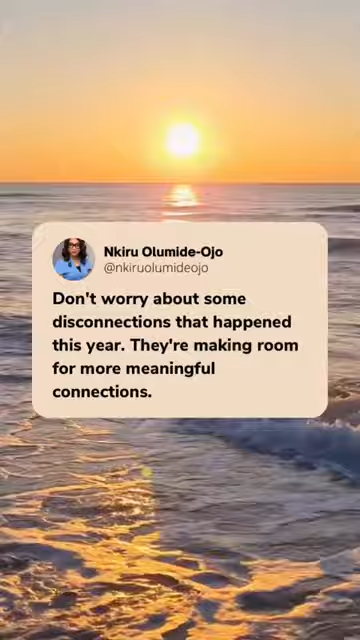 Nkiru Olumide-Ojo
@nkiruolumideojo
Don't worry about some
disconnections that happened
this year. They're making room
for more meaningful
connections.